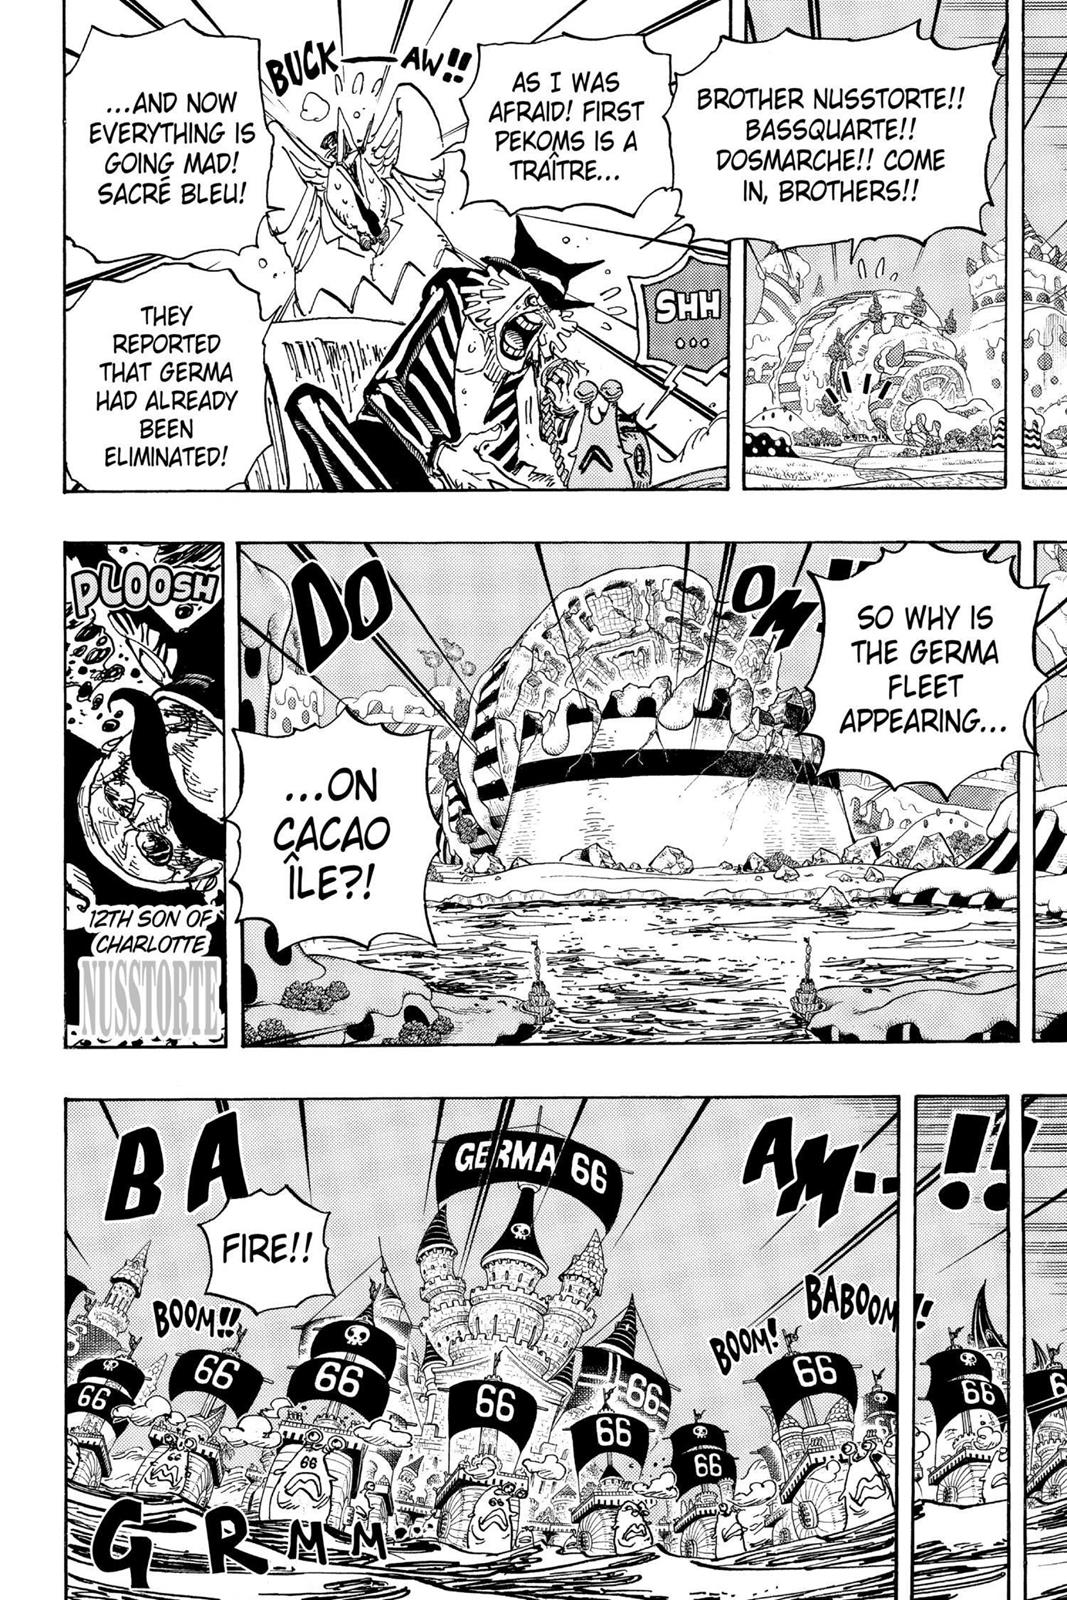 BROTHER NUSSTORTE!!
BASSQUARTE!!
DOSMARCHE!! COME
IN, BROTHERS!!
AS I WAS
AFRAID! FIRST
PEKOMS IS A
TRAÎTRE...
SHH
...
BUCK—AW!!
...AND NOW
EVERYTHING IS
GOING MAD!
SACRÉ BLEU!
THEY
REPORTED
THAT GERMA
HAD ALREADY
BEEN
ELIMINATED!
SO WHY IS
THE GERMA
FLEET
APPEARING...
DOOM...
...ON
CACAO
ÎLE?!
PLOOSH
12TH SON OF
CHARLOTTE
NUSSTORTE
BAAM...!!
GERMA 66
FIRE!!
BOOM!!
BOOM!
BABOOM!!
66
66
66
66
66
66
66
66
66
66
GRMM